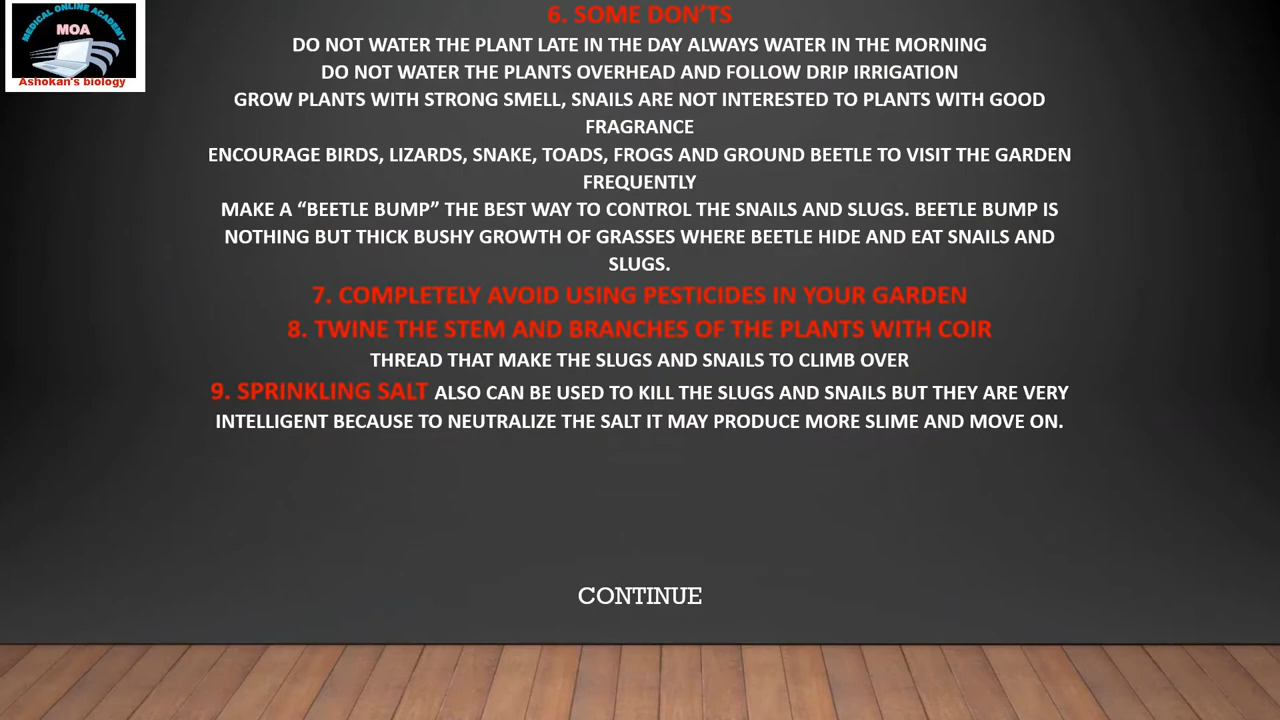 MEDICAL ONLINE ACADEMY
MOA
Ashokan's biology
6. SOME DON'TS
DO NOT WATER THE PLANT LATE IN THE DAY ALWAYS WATER IN THE MORNING
DO NOT WATER THE PLANTS OVERHEAD AND FOLLOW DRIP IRRIGATION
GROW PLANTS WITH STRONG SMELL, SNAILS ARE NOT INTERESTED TO PLANTS WITH GOOD
FRAGRANCE
ENCOURAGE BIRDS, LIZARDS, SNAKE, TOADS, FROGS AND GROUND BEETLE TO VISIT THE GARDEN
FREQUENTLY
MAKE A “BEETLE BUMP” THE BEST WAY TO CONTROL THE SNAILS AND SLUGS. BEETLE BUMP IS
NOTHING BUT THICK BUSHY GROWTH OF GRASSES WHERE BEETLE HIDE AND EAT SNAILS AND
SLUGS.
7. COMPLETELY AVOID USING PESTICIDES IN YOUR GARDEN
8. TWINE THE STEM AND BRANCHES OF THE PLANTS WITH COIR
THREAD THAT MAKE THE SLUGS AND SNAILS TO CLIMB OVER
9. SPRINKLING SALT ALSO CAN BE USED TO KILL THE SLUGS AND SNAILS BUT THEY ARE VERY
INTELLIGENT BECAUSE TO NEUTRALIZE THE SALT IT MAY PRODUCE MORE SLIME AND MOVE ON.
CONTINUE